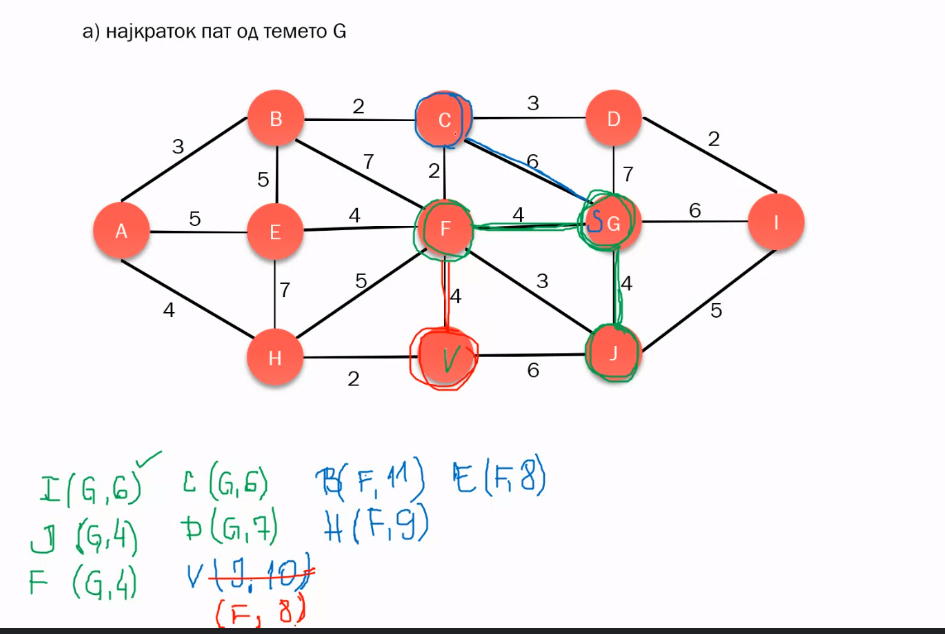 а) најкраток пат од темето G
B 2 C 3 D
3 5 7 2 6 7 2
A 5 E 4 F 4 S G 6 I
4 7 5 4 3 4 5
H 2 V 6 J
I(G,6) ✓ C(G,6) B(F,11) E(F,8)
J(G,4) D(G,7) H(F,9)
F(G,4) V(J,10)
(F,8)